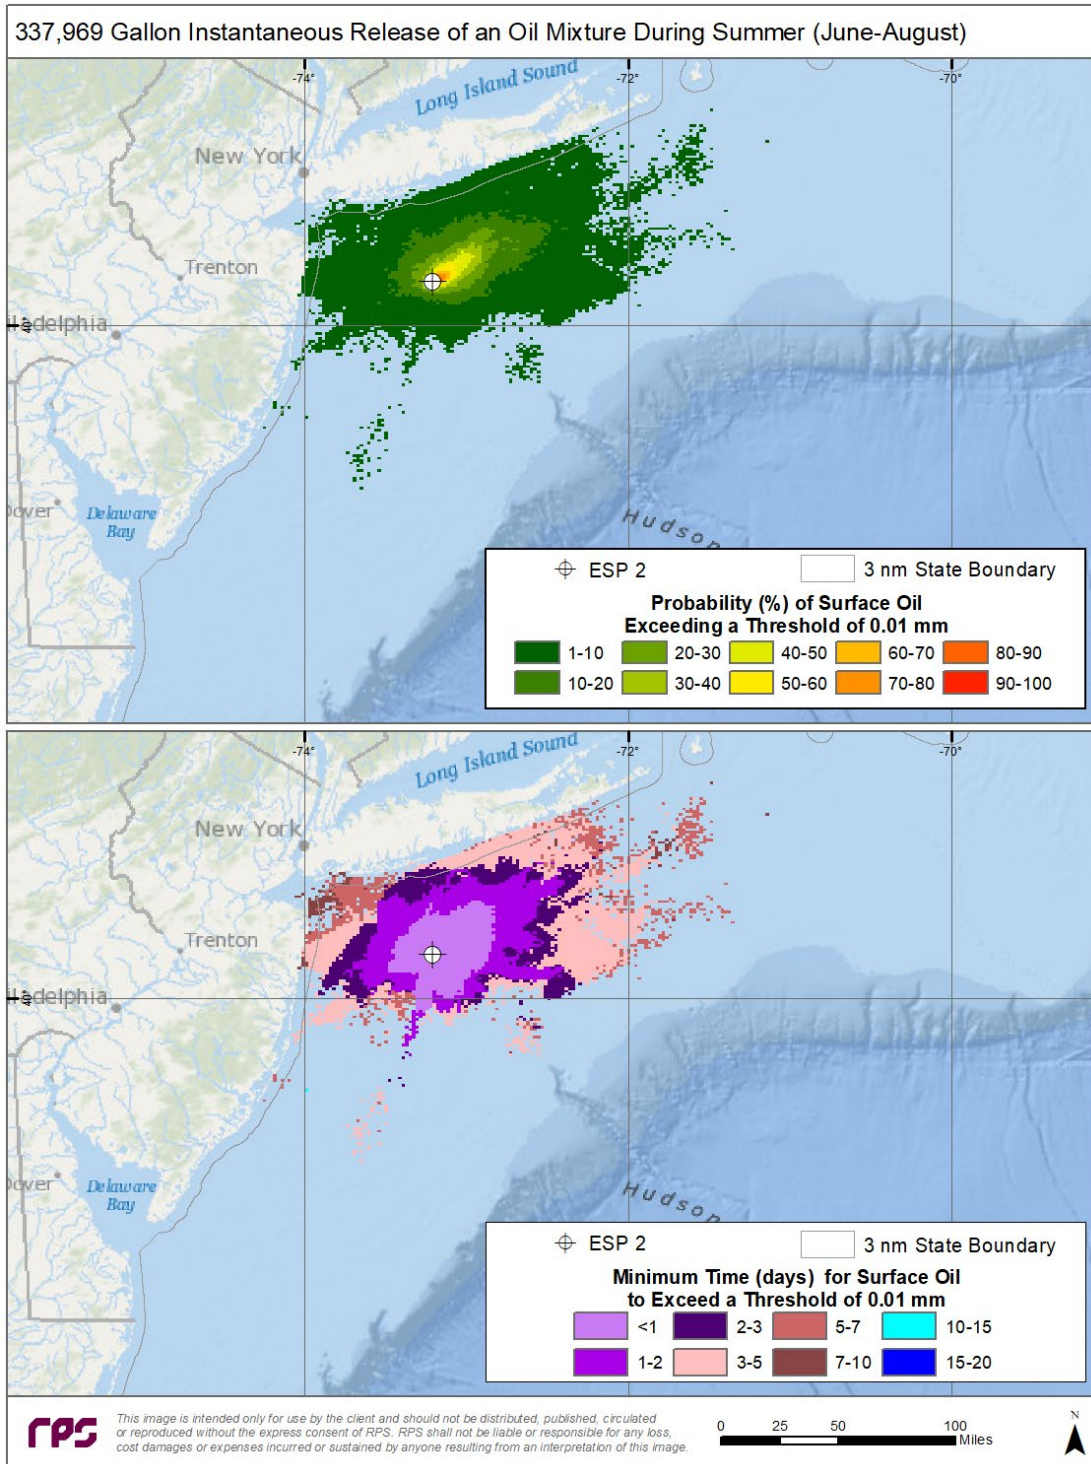 337,969 Gallon Instantaneous Release of an Oil Mixture During Summer (June-August)
-74°
-72°
-70°
Long Island Sound
New York
Trenton
iladelphia
40°
Dover
Delaware
Bay
Hudson
ESP 2
3 nm State Boundary
Probability (%) of Surface Oil
Exceeding a Threshold of 0.01 mm
1-10
20-30
40-50
60-70
80-90
10-20
30-40
50-60
70-80
90-100
-74°
-72°
-70°
Long Island Sound
New York
Trenton
iladelphia
40°
Dover
Delaware
Bay
Hudson
ESP 2
3 nm State Boundary
Minimum Time (days) for Surface Oil
to Exceed a Threshold of 0.01 mm
<1
2-3
5-7
10-15
1-2
3-5
7-10
15-20
rps
This image is intended only for use by the client and should not be distributed, published, circulated
or reproduced without the express consent of RPS. RPS shall not be liable or responsible for any loss,
cost damages or expenses incurred or sustained by anyone resulting from an interpretation of this image.
0 25 50 100
Miles
N